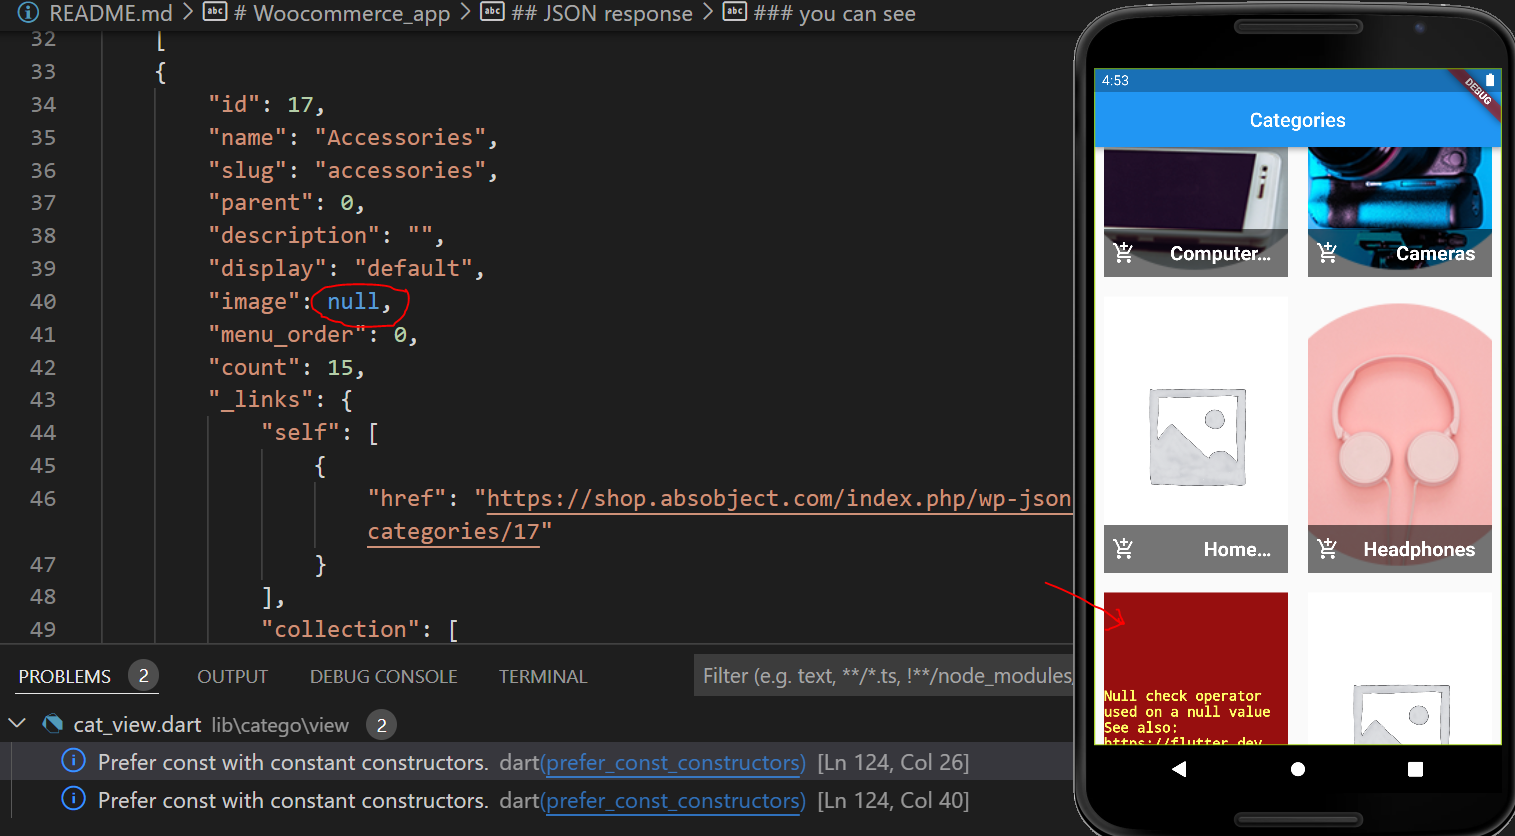 README.md > # Woocommerce_app > ## JSON response > ### you can see
32 [
33 {
34 "id": 17,
35 "name": "Accessories",
36 "slug": "accessories",
37 "parent": 0,
38 "description": "",
39 "display": "default",
40 "image": null,
41 "menu_order": 0,
42 "count": 15,
43 "_links": {
44 "self": [
45 {
46 "href": "https://shop.absobject.com/index.php/wp-json
categories/17"
47 }
48 ],
49 "collection": [
PROBLEMS 2 OUTPUT DEBUG CONSOLE TERMINAL Filter (e.g. text, **/*.ts, !**/node_modules/
cat_view.dart lib\catego\view 2
Prefer const with constant constructors. dart(prefer_const_constructors) [Ln 124, Col 26]
Prefer const with constant constructors. dart(prefer_const_constructors) [Ln 124, Col 40]
4:53
DEBUG
Categories
Computer...
Cameras
Home...
Headphones
Null check operator
used on a null value
See also:
https://flutter.dev